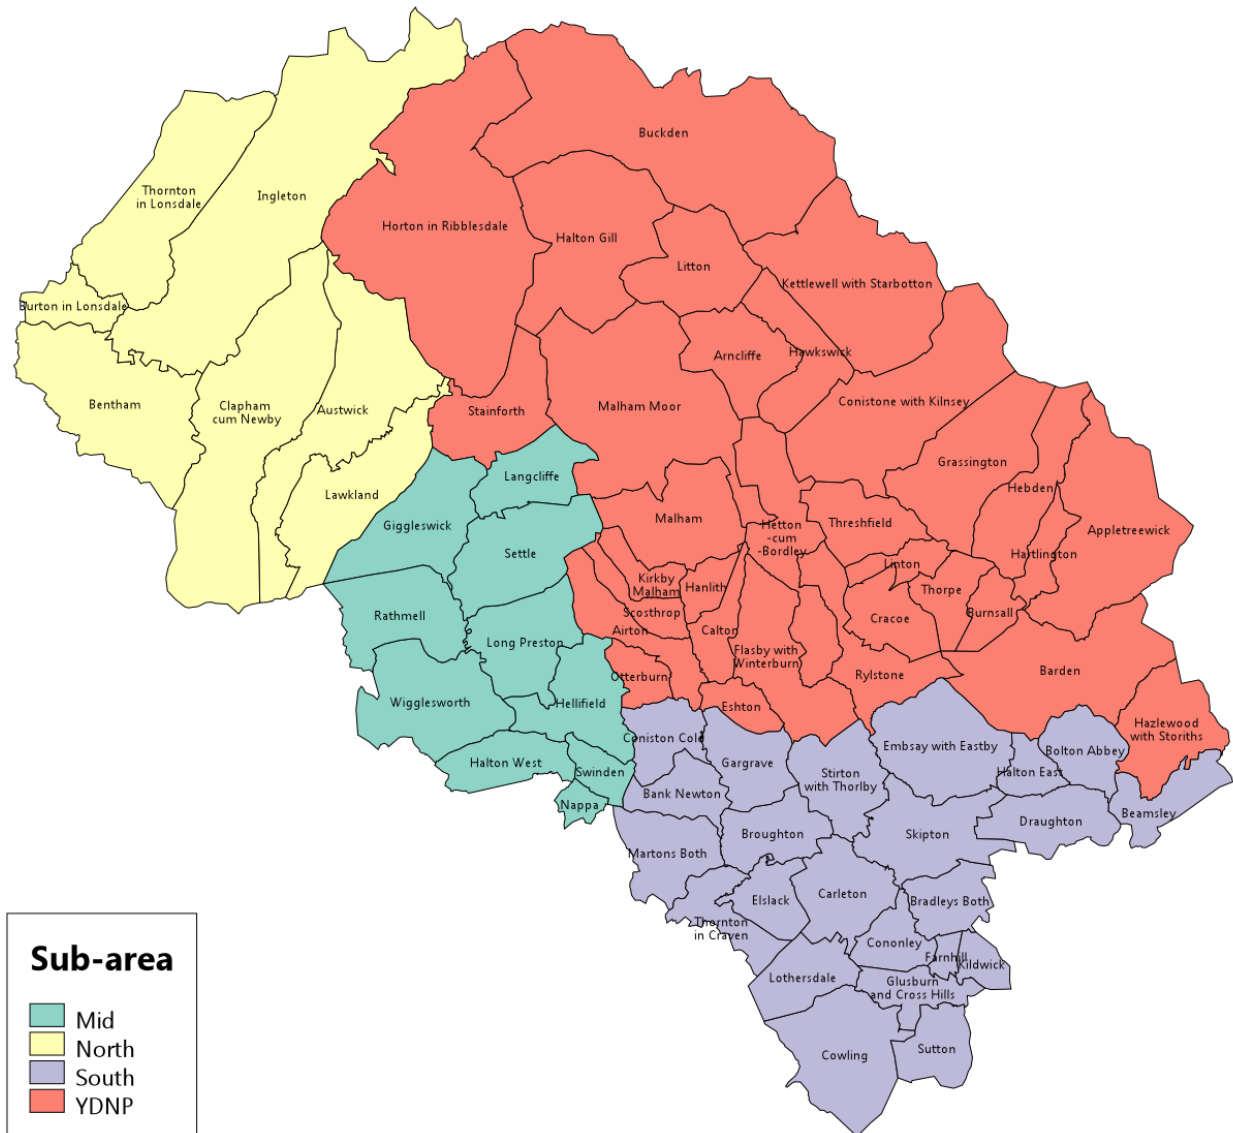 Buckden
Thornton
in Lonsdale
Ingleton
Horton in Ribblesdale
Halton Gill
Litton
Kettlewell with Starbotton
Burton in Lonsdale
Arncliffe
Hawkswick
Bentham
Clapham
cum Newby
Austwick
Stainforth
Malham Moor
Conistone with Kilnsey
Grassington
Langcliffe
Hebden
Lawkland
Giggleswick
Malham
Hetton
-cum
-Bordley
Threshfield
Appletreewick
Settle
Hartlington
Linton
Kirkby
Malham
Hanlith
Thorpe
Rathmell
Scosthrop
Burnsall
Cracoe
Airton
Calton
Long Preston
Flasby with
Winterburn
Otterburn
Rylstone
Barden
Wigglesworth
Hellifield
Eshton
Hazlewood
with Storiths
Coniston Cold
Embsay with Eastby
Bolton Abbey
Halton West
Swinden
Gargrave
Stirton
with Thorlby
Halton East
Bank Newton
Nappa
Beamsley
Draughton
Broughton
Skipton
Martons Both
Carleton
Elslack
Bradleys Both
Thornton
in Craven
Cononley
Farnhill
Kildwick
Lothersdale
Glusburn
and Cross Hills
Cowling
Sutton
Sub-area
Mid
North
South
YDNP